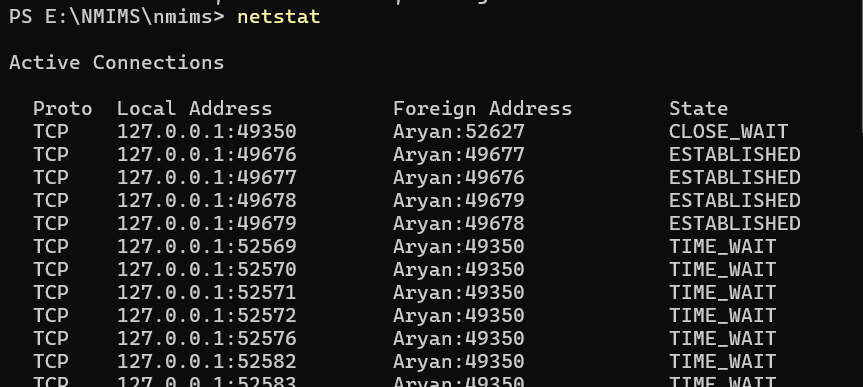 PS E:\NMIMS\nmims> netstat
Active Connections
Proto  Local Address          Foreign Address        State
TCP    127.0.0.1:49350        Aryan:52627            CLOSE_WAIT
TCP    127.0.0.1:49676        Aryan:49677            ESTABLISHED
TCP    127.0.0.1:49677        Aryan:49676            ESTABLISHED
TCP    127.0.0.1:49678        Aryan:49679            ESTABLISHED
TCP    127.0.0.1:49679        Aryan:49678            ESTABLISHED
TCP    127.0.0.1:52569        Aryan:49350            TIME_WAIT
TCP    127.0.0.1:52570        Aryan:49350            TIME_WAIT
TCP    127.0.0.1:52571        Aryan:49350            TIME_WAIT
TCP    127.0.0.1:52572        Aryan:49350            TIME_WAIT
TCP    127.0.0.1:52576        Aryan:49350            TIME_WAIT
TCP    127.0.0.1:52582        Aryan:49350            TIME_WAIT
TCP    127.0.0.1:52583        Aryan:49350            TIME_WAIT